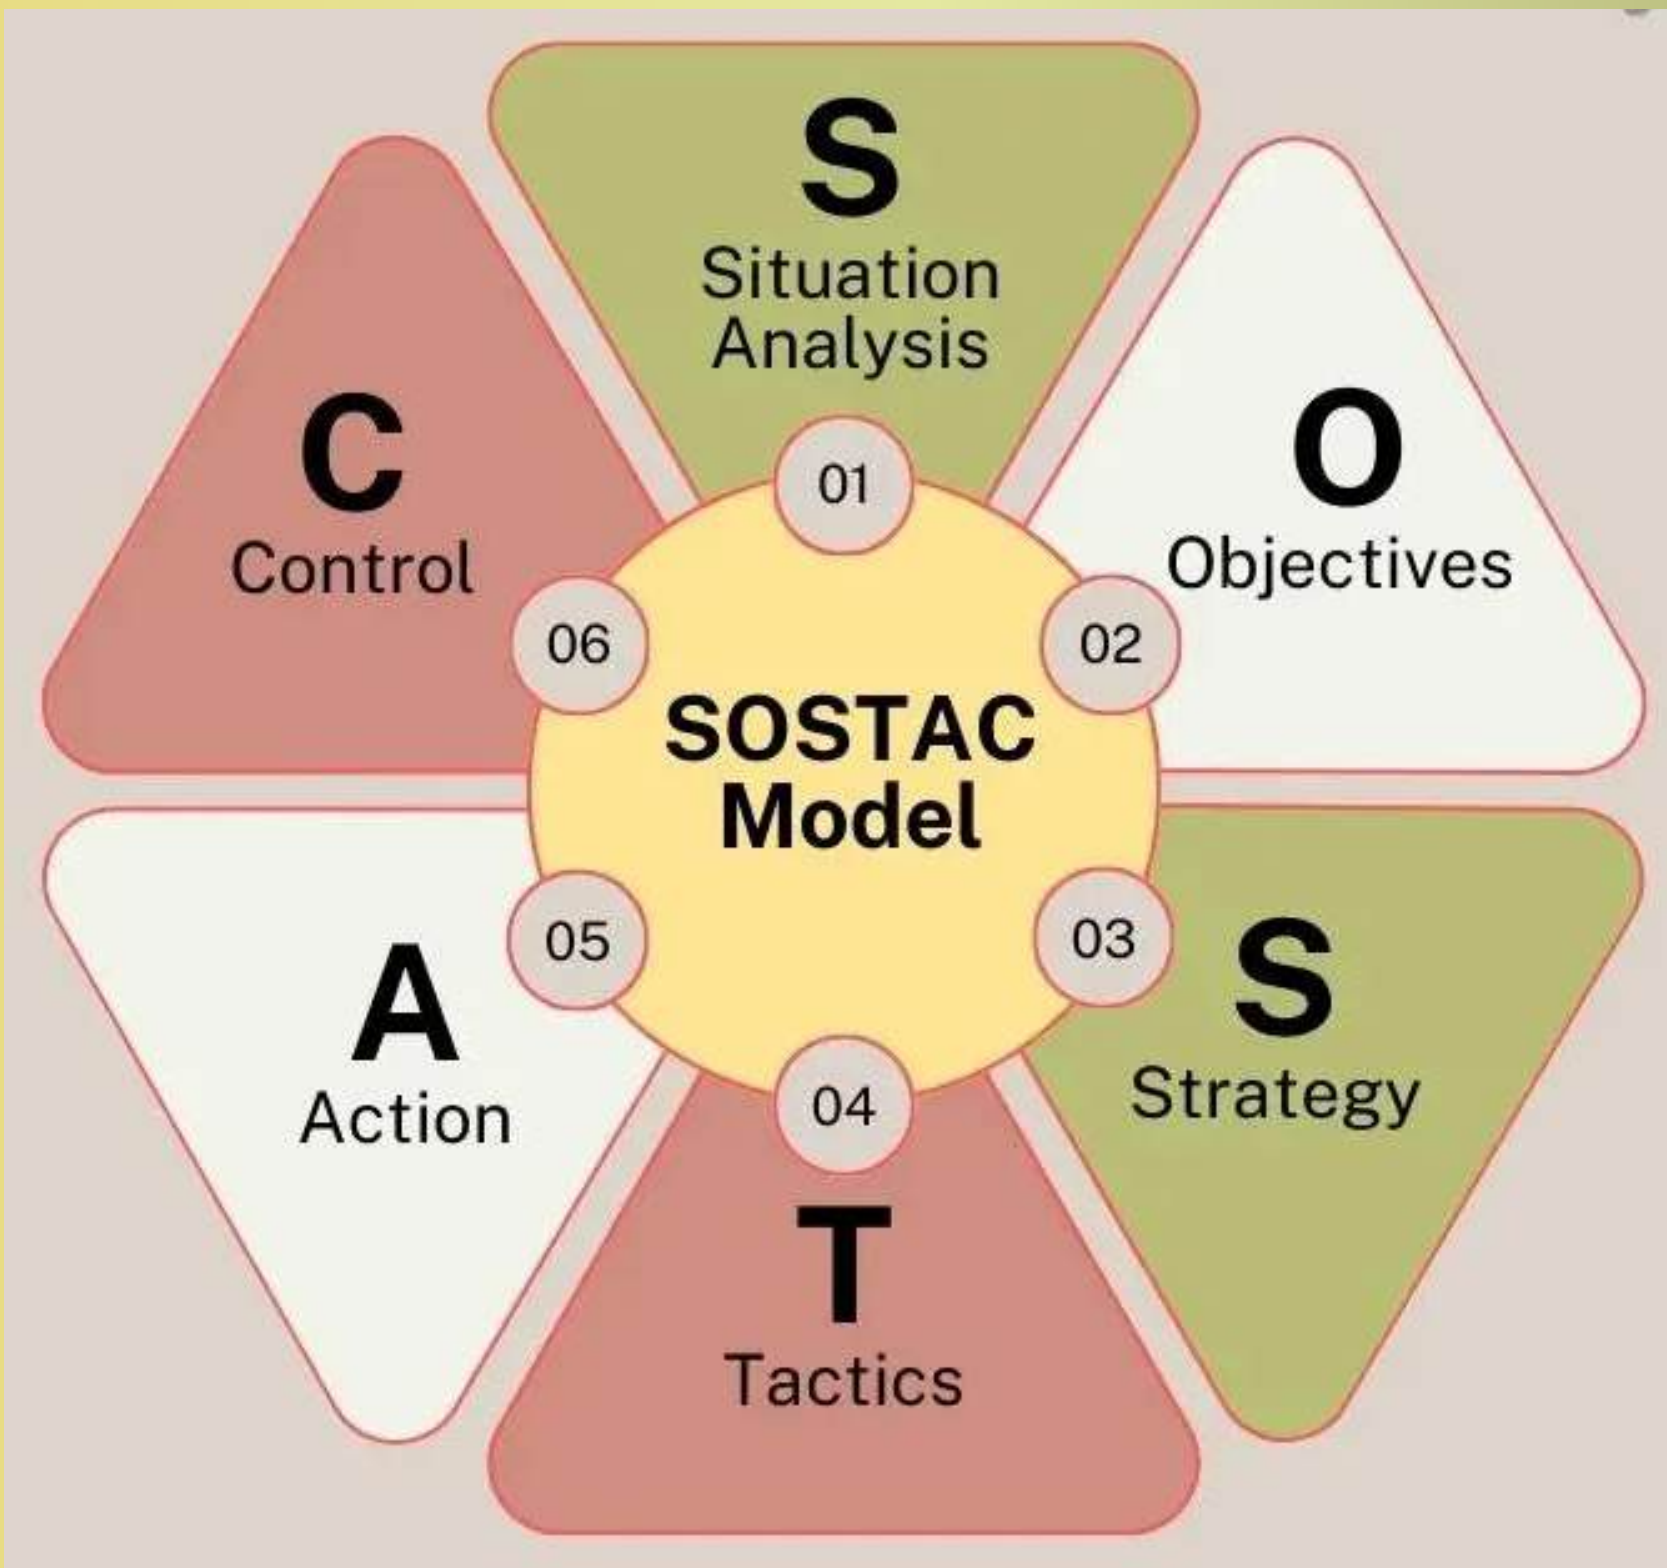 SOSTAC
Model
01
S
Situation
Analysis
02
O
Objectives
03
S
Strategy
04
T
Tactics
05
A
Action
06
C
Control